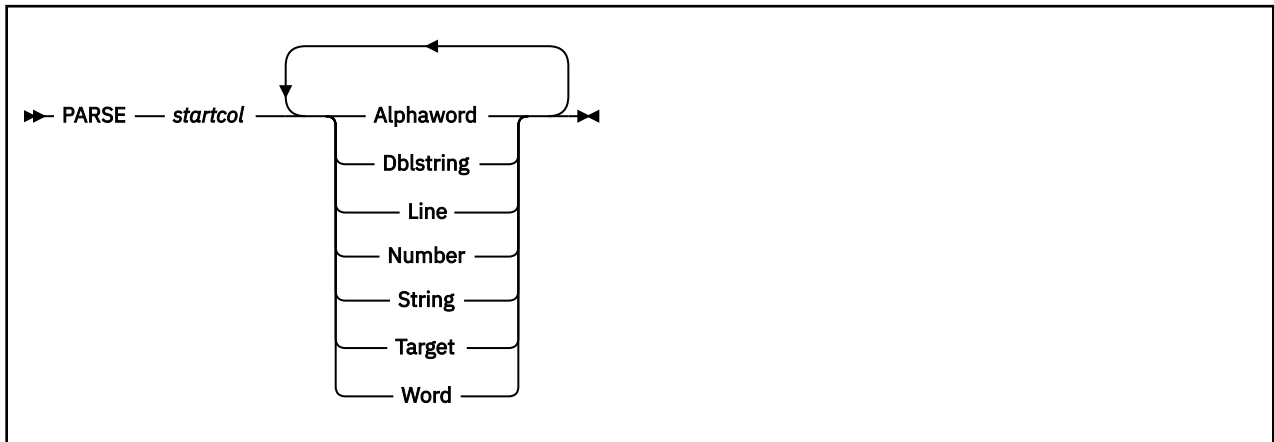 PARSE startcol Alphaword
Dblstring
Line
Number
String
Target
Word